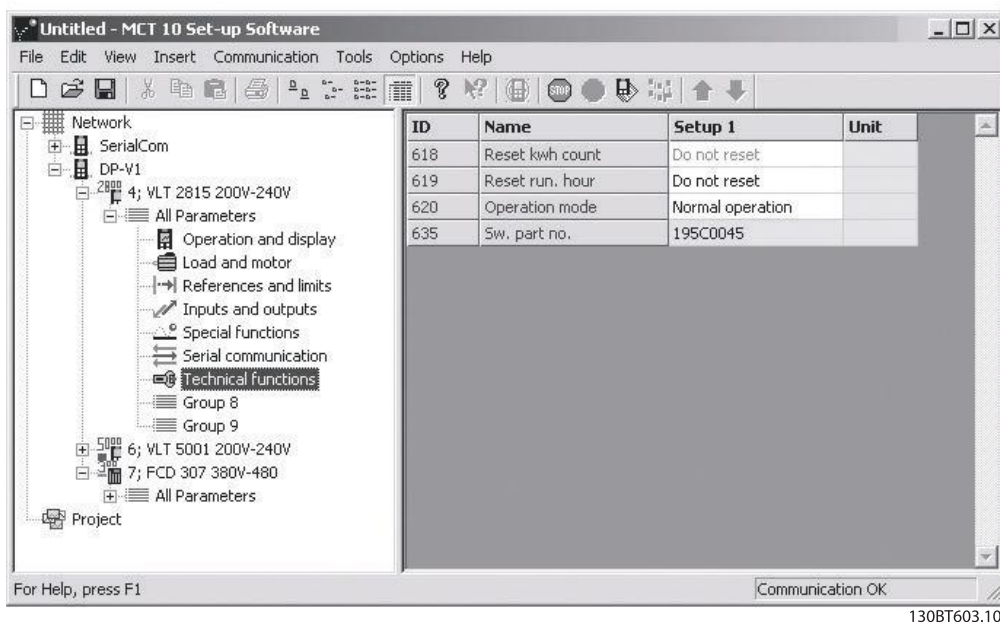 Untitled - MCT 10 Set-up Software
File Edit View Insert Communication Tools Options Help
STOP
Network
SerialCom
DP-V1
2800
4; VLT 2815 200V-240V
All Parameters
Operation and display
Load and motor
References and limits
Inputs and outputs
Special functions
Serial communication
Technical functions
Group 8
Group 9
5000
6; VLT 5001 200V-240V
7; FCD 307 380V-480
All Parameters
Project
ID Name Setup 1 Unit
618 Reset kwh count Do not reset
619 Reset run. hour Do not reset
620 Operation mode Normal operation
635 Sw. part no. 195C0045
For Help, press F1
Communication OK
130BT603.10